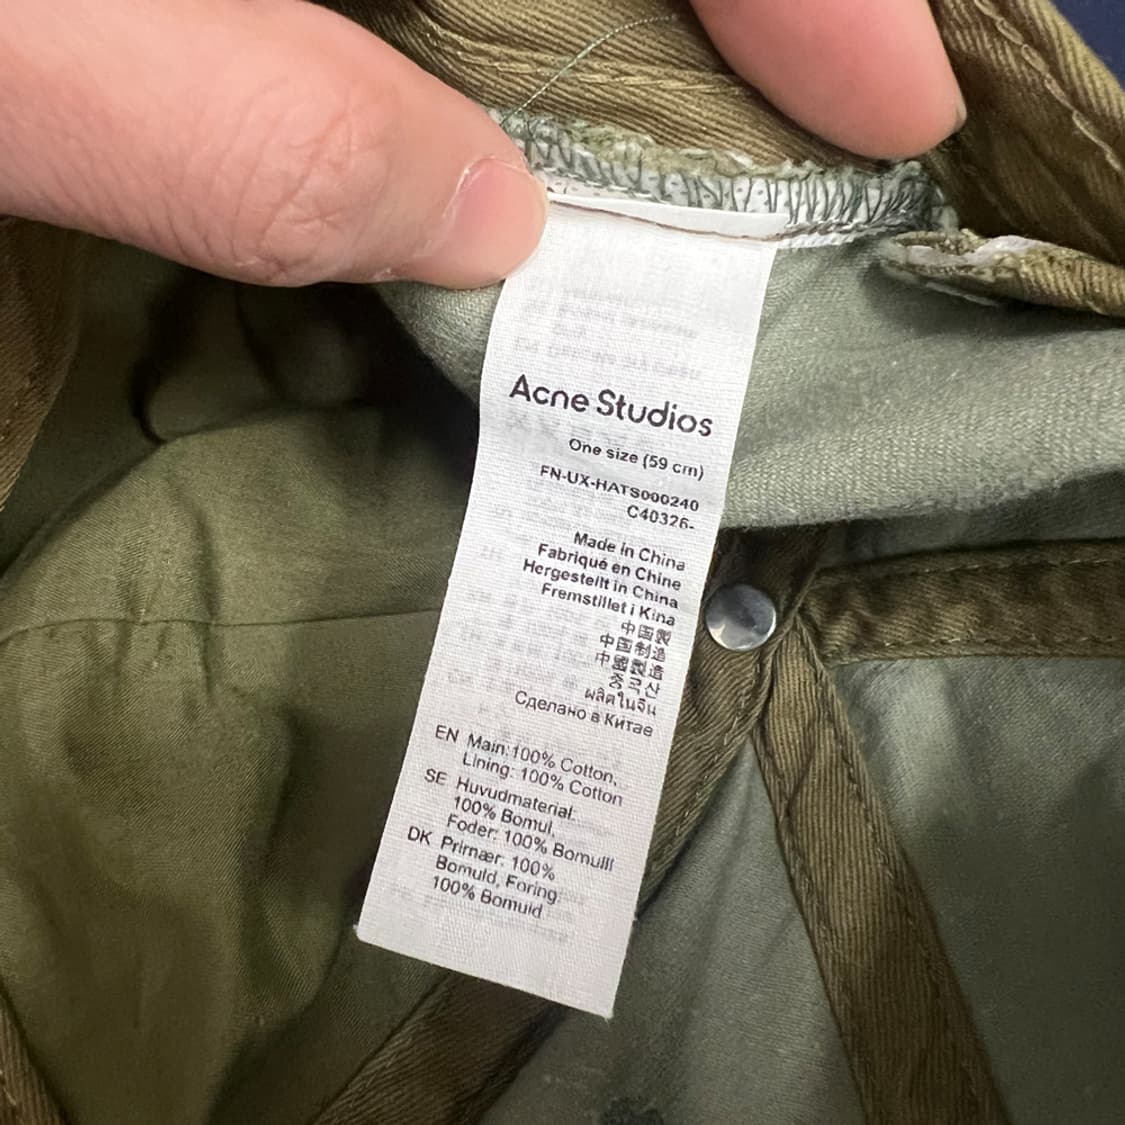 Acne Studios
One size (59 cm)
FN-UX-HATS000240
C40326-
Made in China
Fabriqué en Chine
Hergestellt in China
Fremstillet i Kina
中国製
中国制造
中國製造
중국산
ผลิตในจีน
Сделано в Китае
EN Main: 100% Cotton,
Lining: 100% Cotton
SE Huvudmaterial:
100% Bomul,
Foder: 100% Bomulll
DK Primær: 100%
Bomuld, Foring:
100% Bomuld